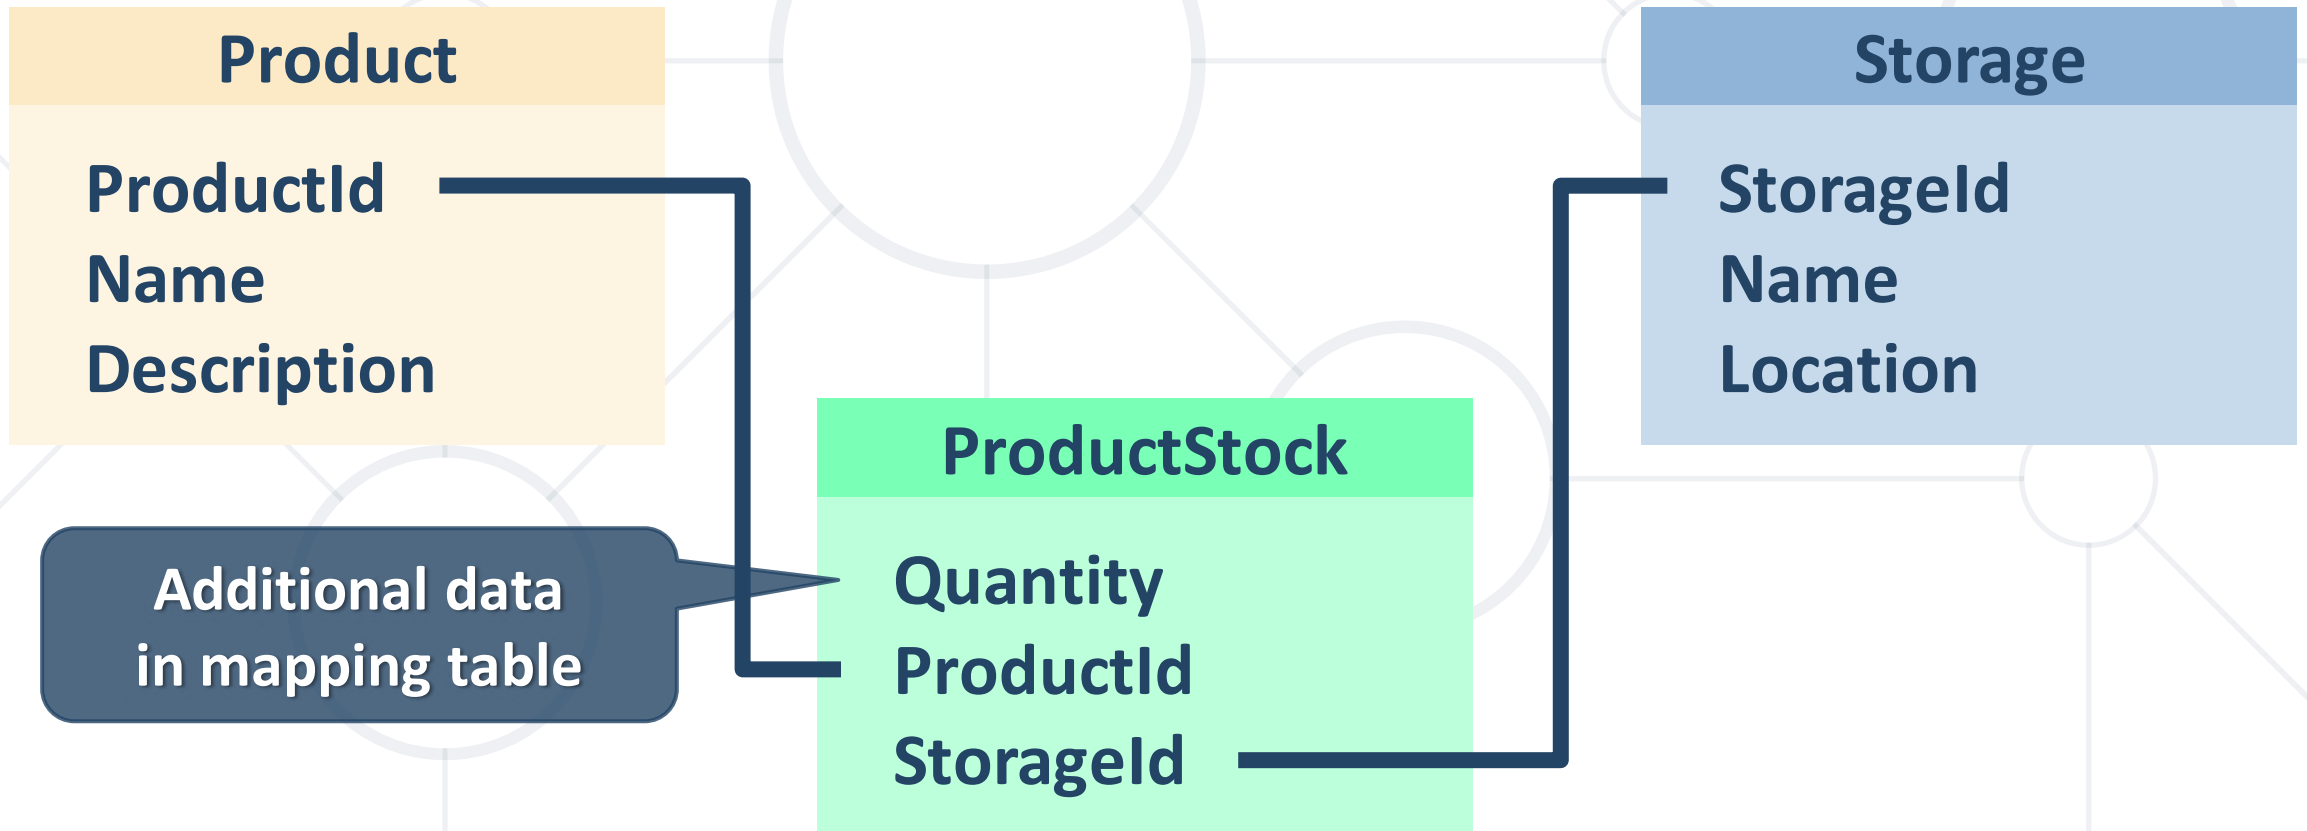 Product
ProductId
Name
Description
Storage
StorageId
Name
Location
ProductStock
Quantity
ProductId
StorageId
Additional data
in mapping table